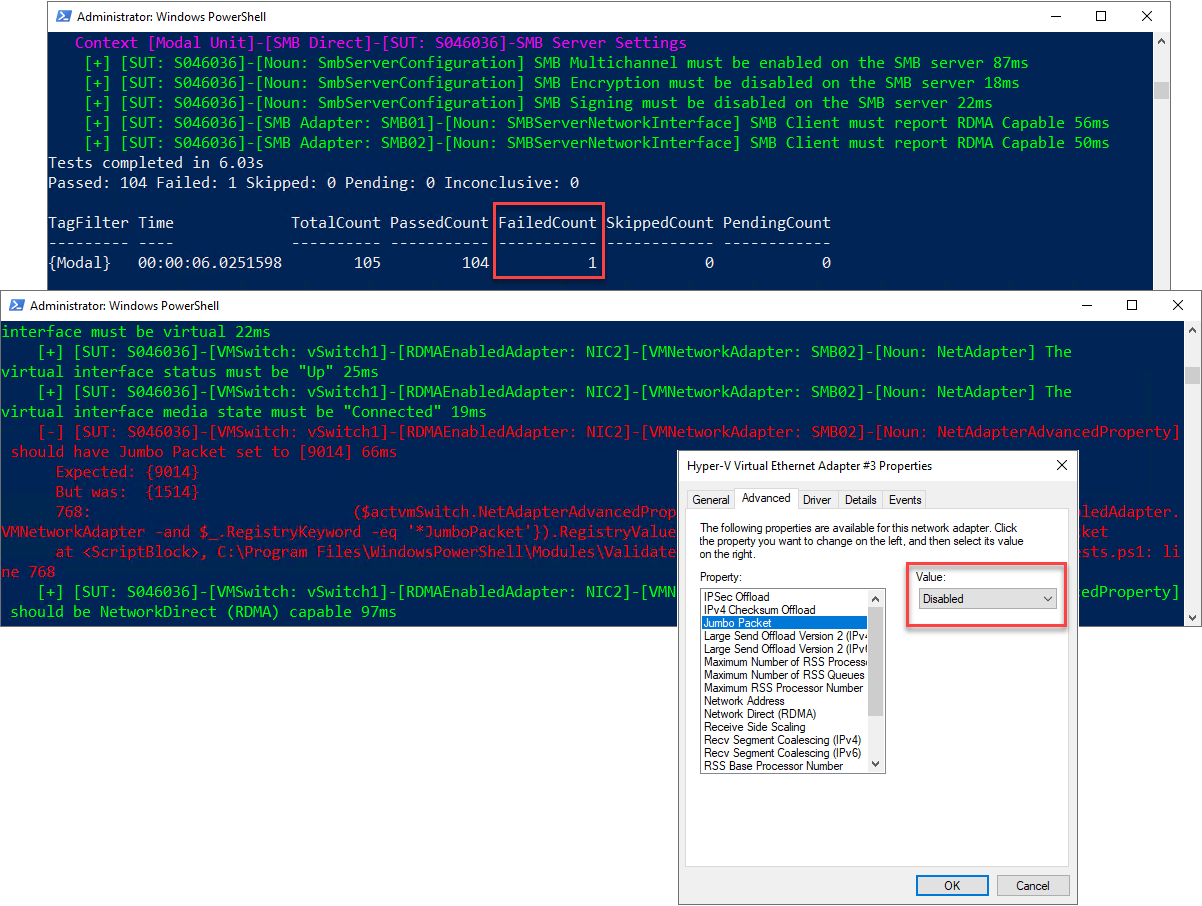 Administrator: Windows PowerShell
Context [Modal Unit]-[SMB Direct]-[SUT: S046036]-SMB Server Settings
[+] [SUT: S046036]-[Noun: SmbServerConfiguration] SMB Multichannel must be enabled on the SMB server 87ms
[+] [SUT: S046036]-[Noun: SmbServerConfiguration] SMB Encryption must be disabled on the SMB server 18ms
[+] [SUT: S046036]-[Noun: SmbServerConfiguration] SMB Signing must be disabled on the SMB server 22ms
[+] [SUT: S046036]-[SMB Adapter: SMB01]-[Noun: SMBServerNetworkInterface] SMB Client must report RDMA Capable 56ms
[+] [SUT: S046036]-[SMB Adapter: SMB02]-[Noun: SMBServerNetworkInterface] SMB Client must report RDMA Capable 50ms
Tests completed in 6.03s
Passed: 104 Failed: 1 Skipped: 0 Pending: 0 Inconclusive: 0
TagFilter Time TotalCount PassedCount FailedCount SkippedCount PendingCount
--------- ---- ---------- ----------- ----------- ------------ ------------
{Modal} 00:00:06.0251598 105 104 1 0 0
Administrator: Windows PowerShell
interface must be virtual 22ms
[+] [SUT: S046036]-[VMSwitch: vSwitch1]-[RDMAEnabledAdapter: NIC2]-[VMNetworkAdapter: SMB02]-[Noun: NetAdapter] The
virtual interface status must be "Up" 25ms
[+] [SUT: S046036]-[VMSwitch: vSwitch1]-[RDMAEnabledAdapter: NIC2]-[VMNetworkAdapter: SMB02]-[Noun: NetAdapter] The
virtual interface media state must be "Connected" 19ms
[-] [SUT: S046036]-[VMSwitch: vSwitch1]-[RDMAEnabledAdapter: NIC2]-[VMNetworkAdapter: SMB02]-[Noun: NetAdapterAdvancedProperty]
should have Jumbo Packet set to [9014] 66ms
Expected: {9014}
But was: {1514}
768: ($actvmSwitch.NetAdapterAdvancedProp bledAdapter.
VMNetworkAdapter -and $_.RegistryKeyword -eq '*JumboPacket'}).RegistryValue ket
at <ScriptBlock>, C:\Program Files\WindowsPowerShell\Modules\Validate ests.ps1: li
ne 768
[+] [SUT: S046036]-[VMSwitch: vSwitch1]-[RDMAEnabledAdapter: NIC2]-[VMN cedProperty]
should be NetworkDirect (RDMA) capable 97ms
Hyper-V Virtual Ethernet Adapter #3 Properties
General Advanced Driver Details Events
The following properties are available for this network adapter. Click
the property you want to change on the left, and then select its value
on the right.
Property:
Value:
IPSec Offload
IPv4 Checksum Offload
Jumbo Packet
Large Send Offload Version 2 (IPv4
Large Send Offload Version 2 (IPv6
Maximum Number of RSS Processo
Maximum Number of RSS Queues
Maximum RSS Processor Number
Network Address
Network Direct (RDMA)
Receive Side Scaling
Recv Segment Coalescing (IPv4)
Recv Segment Coalescing (IPv6)
RSS Base Processor Number
Disabled
OK Cancel